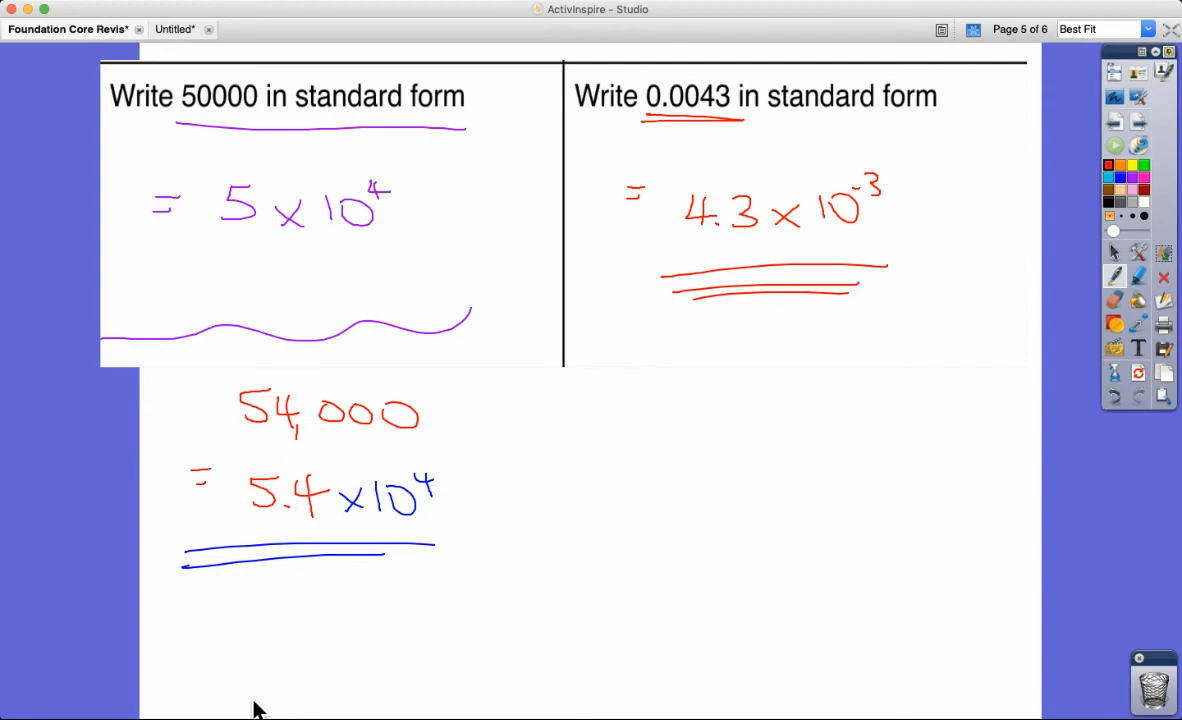 ActivInspire - Studio
Foundation Core Revis*
Untitled*
Page 5 of 6
Best Fit
Write 50000 in standard form
= 5 x 10⁴
Write 0.0043 in standard form
= 4.3 x 10⁻³
54,000
= 5.4 x 10⁴
T